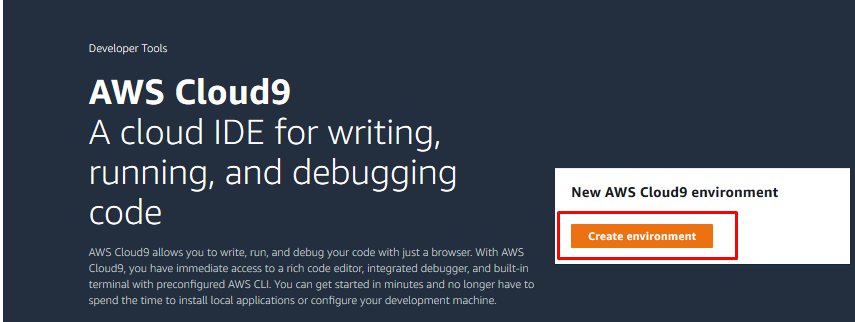 Developer Tools
AWS Cloud9
A cloud IDE for writing,
running, and debugging
code
AWS Cloud9 allows you to write, run, and debug your code with just a browser. With AWS
Cloud9, you have immediate access to a rich code editor, integrated debugger, and built-in
terminal with preconfigured AWS CLI. You can get started in minutes and no longer have to
spend the time to install local applications or configure your development machine.
New AWS Cloud9 environment
Create environment